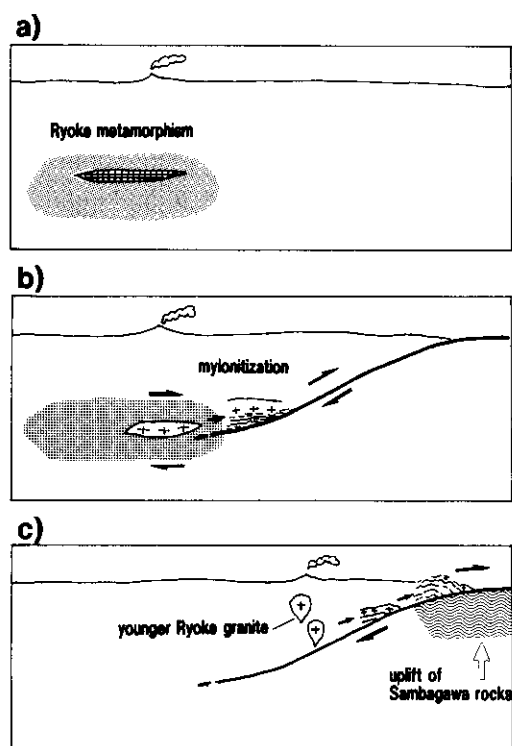 a)
Ryoke metamorphism
b)
mylonitization
c)
younger Ryoke granite
uplift of
Sambagawa rocks